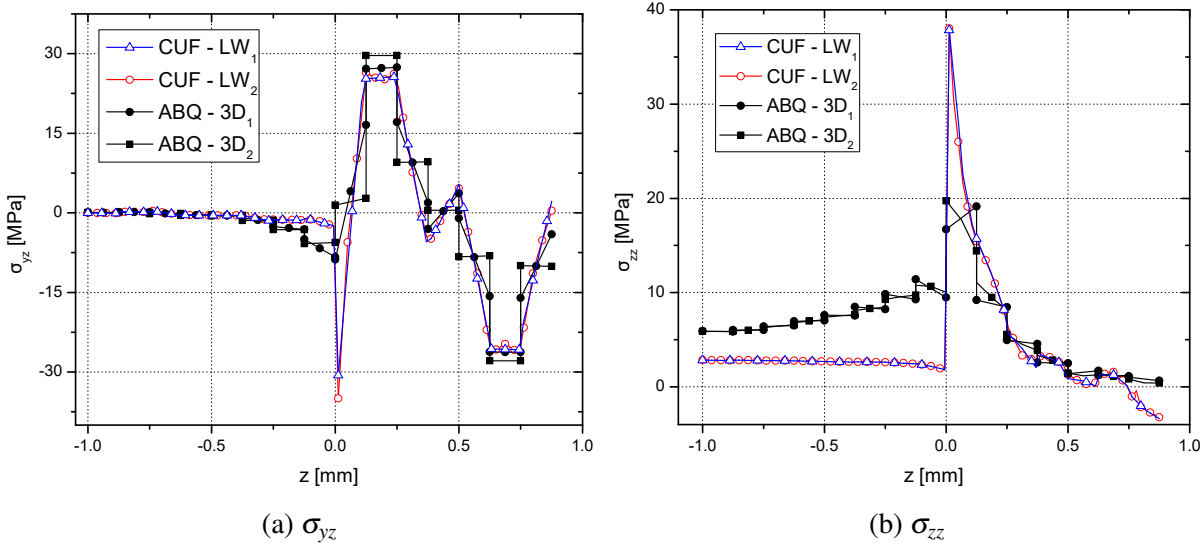 30
15
0
-15
-30
σyz [MPa]
CUF - LW1
CUF - LW2
ABQ - 3D1
ABQ - 3D2
-1.0
-0.5
0.0
0.5
1.0
z [mm]
(a) σyz
40
30
20
10
0
σzz [MPa]
CUF - LW1
CUF - LW2
ABQ - 3D1
ABQ - 3D2
-1.0
-0.5
0.0
0.5
1.0
z [mm]
(b) σzz